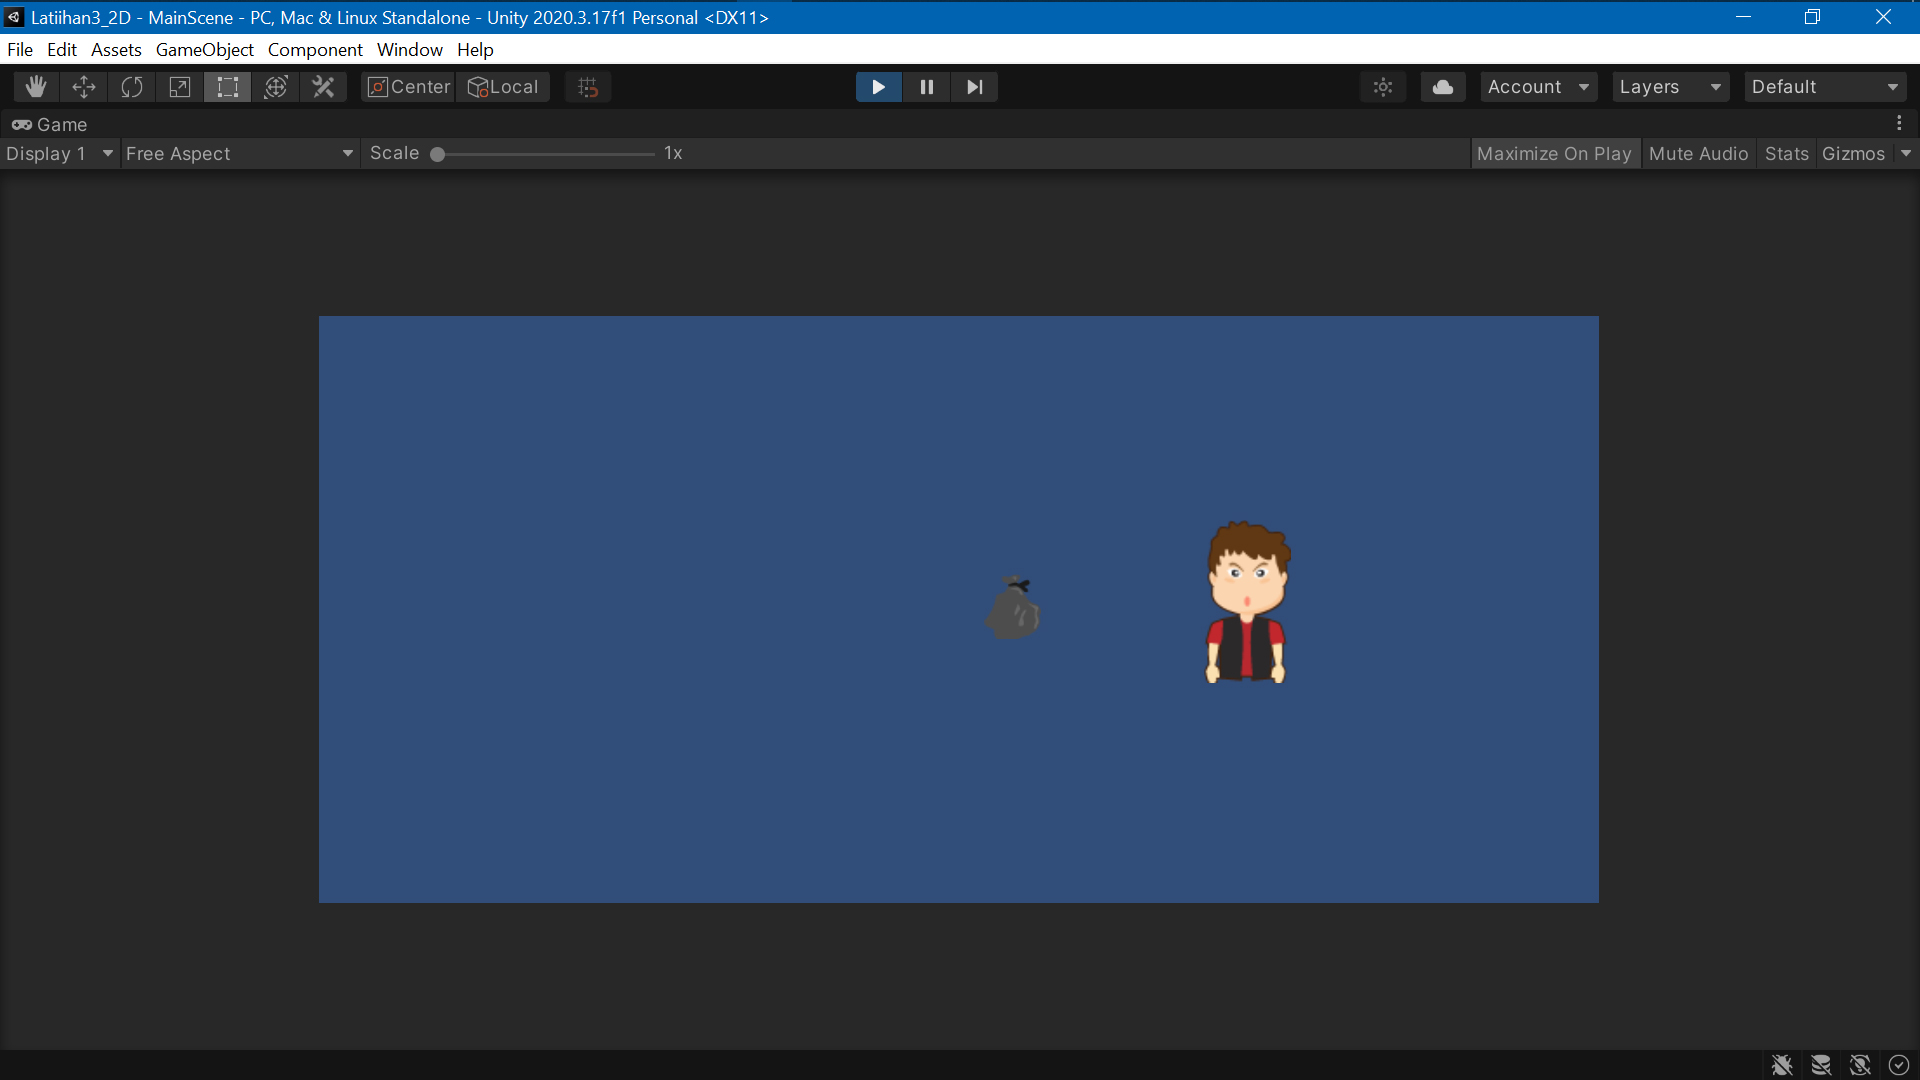 Latiihan3_2D - MainScene - PC, Mac & Linux Standalone - Unity 2020.3.17f1 Personal <DX11>
File Edit Assets GameObject Component Window Help
Center Local Account Layers Default
Game
Display 1 Free Aspect Scale 1x Maximize On Play Mute Audio Stats Gizmos